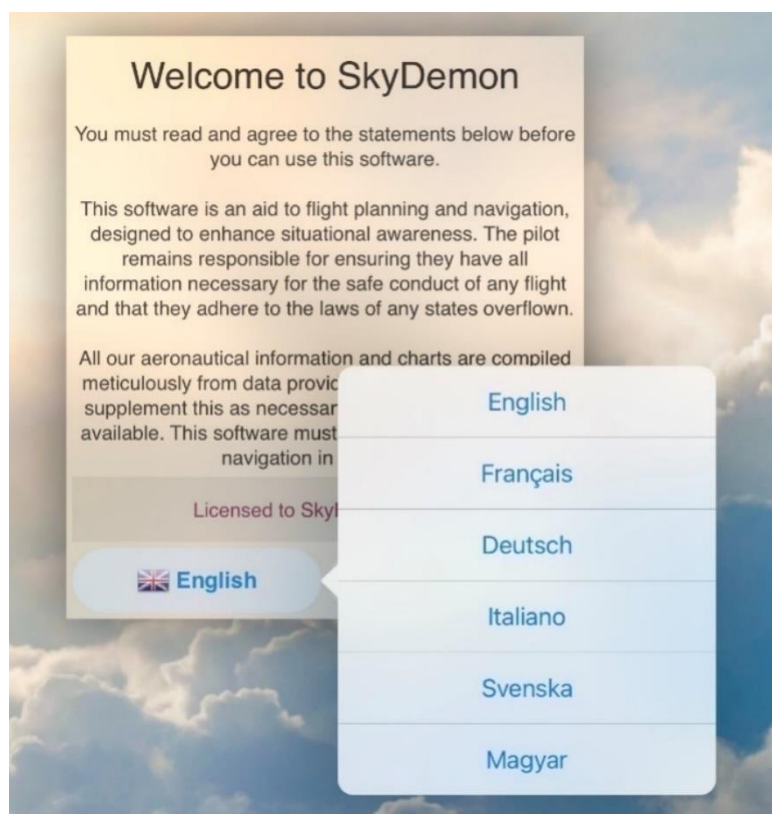 Welcome to SkyDemon
You must read and agree to the statements below before
you can use this software.
This software is an aid to flight planning and navigation,
designed to enhance situational awareness. The pilot
remains responsible for ensuring they have all
information necessary for the safe conduct of any flight
and that they adhere to the laws of any states overflown.
All our aeronautical information and charts are compiled
meticulously from data
supplement this as
available. This software must
navigation in
Licensed to
English
English
Français
Deutsch
Italiano
Svenska
Magyar